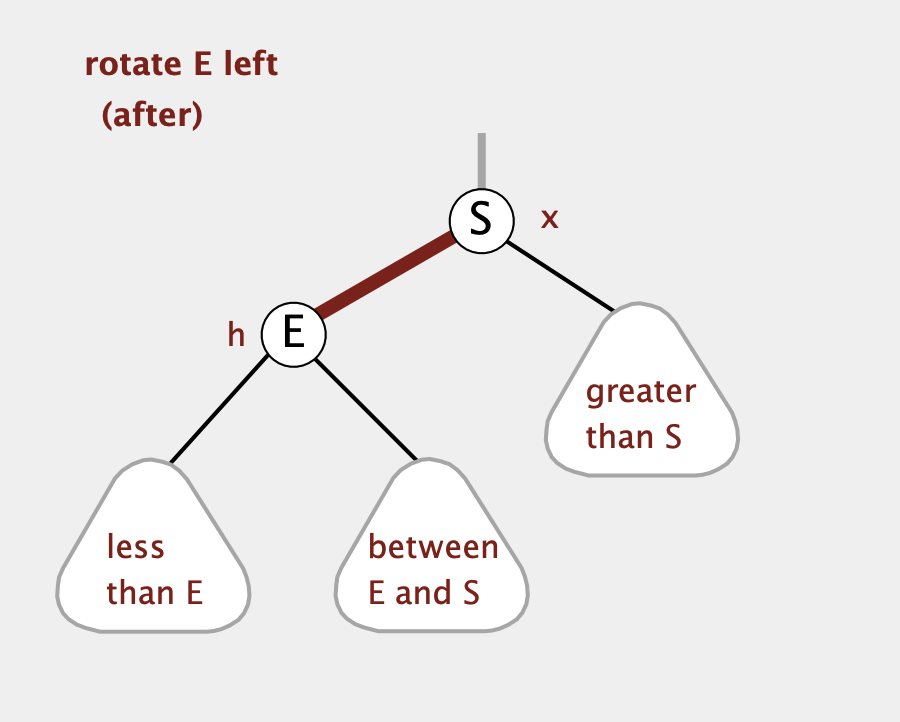 rotate E left
(after)
S
x
h
E
greater
than S
less
than E
between
E and S